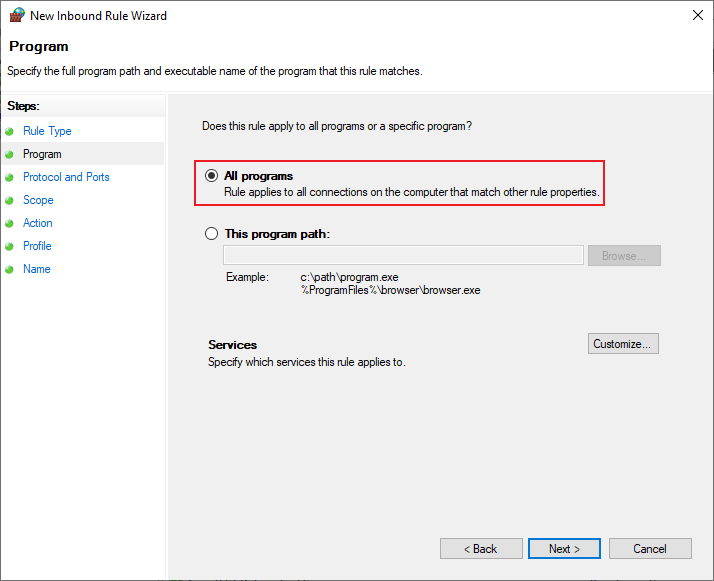 New Inbound Rule Wizard
Program
Specify the full program path and executable name of the program that this rule matches.
Steps:
Rule Type
Program
Protocol and Ports
Scope
Action
Profile
Name
Does this rule apply to all programs or a specific program?
All programs
Rule applies to all connections on the computer that match other rule properties.
This program path:
Browse...
Example: c:\path\program.exe
%ProgramFiles%\browser\browser.exe
Services
Customize...
Specify which services this rule applies to.
< Back
Next >
Cancel